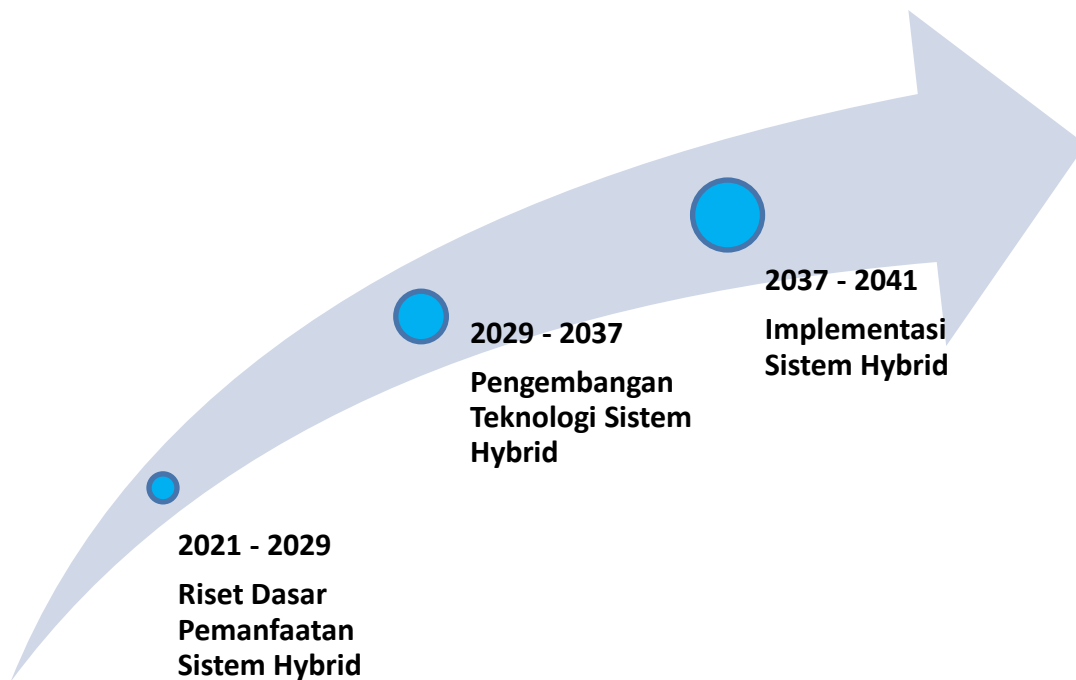 2021 - 2029
Riset Dasar
Pemanfaatan
Sistem Hybrid
2029 - 2037
Pengembangan
Teknologi Sistem
Hybrid
2037 - 2041
Implementasi
Sistem Hybrid